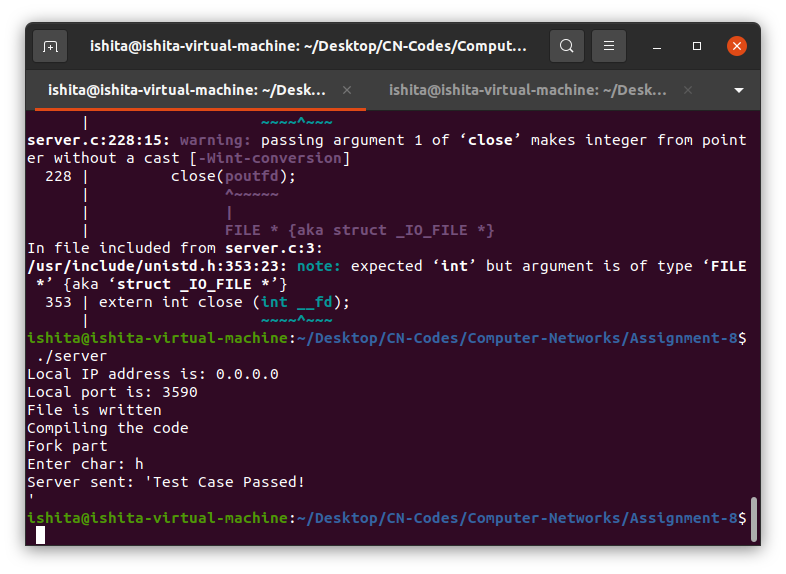 ishita@ishita-virtual-machine: ~/Desktop/CN-Codes/Comput...
ishita@ishita-virtual-machine: ~/Desk... ×
ishita@ishita-virtual-machine: ~/Desk... ×
| ~~~~^~~~
server.c:228:15: warning: passing argument 1 of ‘close’ makes integer from point
er without a cast [-Wint-conversion]
228 | close(poutfd);
| ^~~~~~
| |
| FILE * {aka struct _IO_FILE *}
In file included from server.c:3:
/usr/include/unistd.h:353:23: note: expected ‘int’ but argument is of type ‘FILE
*’ {aka ‘struct _IO_FILE *’}
353 | extern int close (int __fd);
| ~~~~^~~~
ishita@ishita-virtual-machine:~/Desktop/CN-Codes/Computer-Networks/Assignment-8$
./server
Local IP address is: 0.0.0.0
Local port is: 3590
File is written
Compiling the code
Fork part
Enter char: h
Server sent: 'Test Case Passed!
'
ishita@ishita-virtual-machine:~/Desktop/CN-Codes/Computer-Networks/Assignment-8$